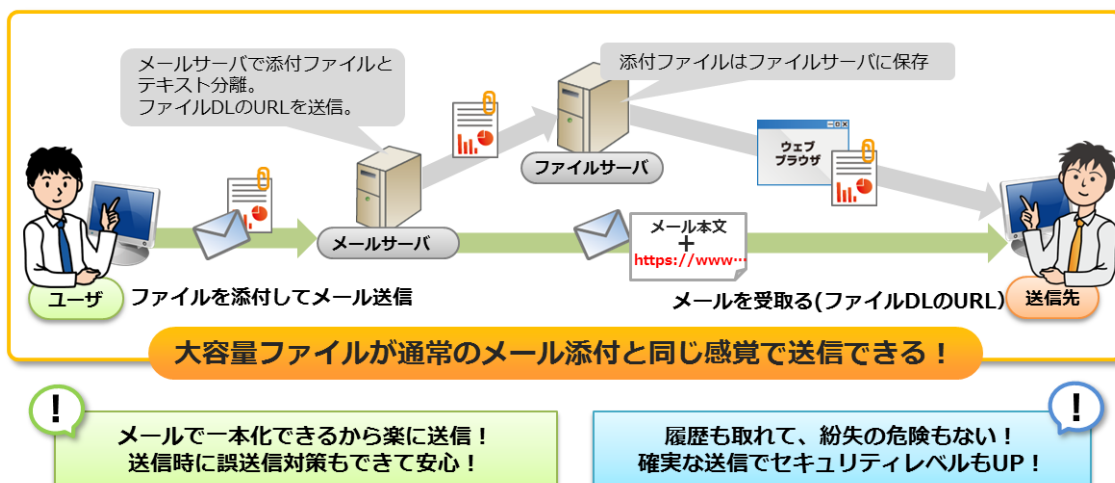 メールサーバで添付ファイルと
テキスト分離。
ファイルDLのURLを送信。
添付ファイルはファイルサーバに保存
ファイルサーバ
ウェブ
ブラウザ
メールサーバ
メール本文
+
https://www…
ユーザ
ファイルを添付してメール送信
メールを受取る(ファイルDLのURL)
送信先
大容量ファイルが通常のメール添付と同じ感覚で送信できる！
!
メールで一本化できるから楽に送信！
送信時に誤送信対策もできて安心！
!
履歴も取れて、紛失の危険もない！
確実な送信でセキュリティレベルもUP！